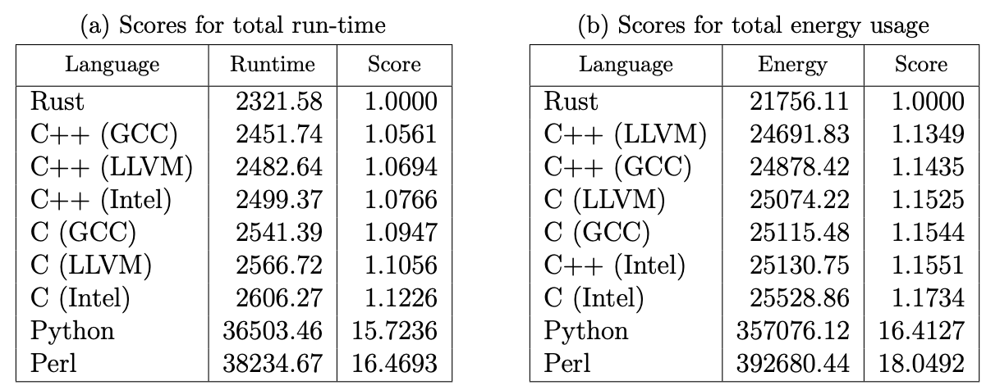 (a) Scores for total run-time
Language Runtime Score
Rust 2321.58 1.0000
C++ (GCC) 2451.74 1.0561
C++ (LLVM) 2482.64 1.0694
C++ (Intel) 2499.37 1.0766
C (GCC) 2541.39 1.0947
C (LLVM) 2566.72 1.1056
C (Intel) 2606.27 1.1226
Python 36503.46 15.7236
Perl 38234.67 16.4693
(b) Scores for total energy usage
Language Energy Score
Rust 21756.11 1.0000
C++ (LLVM) 24691.83 1.1349
C++ (GCC) 24878.42 1.1435
C (LLVM) 25074.22 1.1525
C (GCC) 25115.48 1.1544
C++ (Intel) 25130.75 1.1551
C (Intel) 25528.86 1.1734
Python 357076.12 16.4127
Perl 392680.44 18.0492